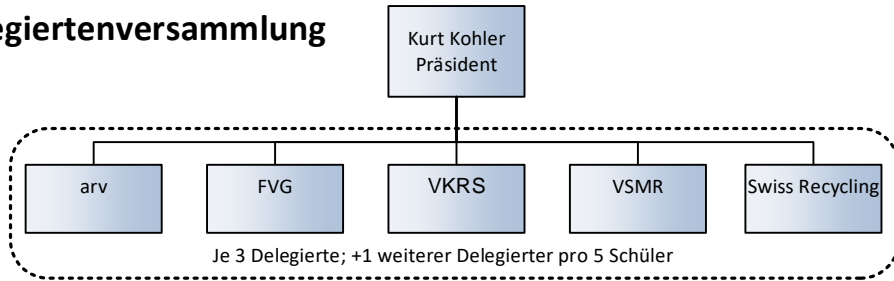 egiertenversammlung
Kurt Kohler
Präsident
arv
FVG
VKRS
VSMR
Swiss Recycling
Je 3 Delegierte; +1 weiterer Delegierter pro 5 Schüler